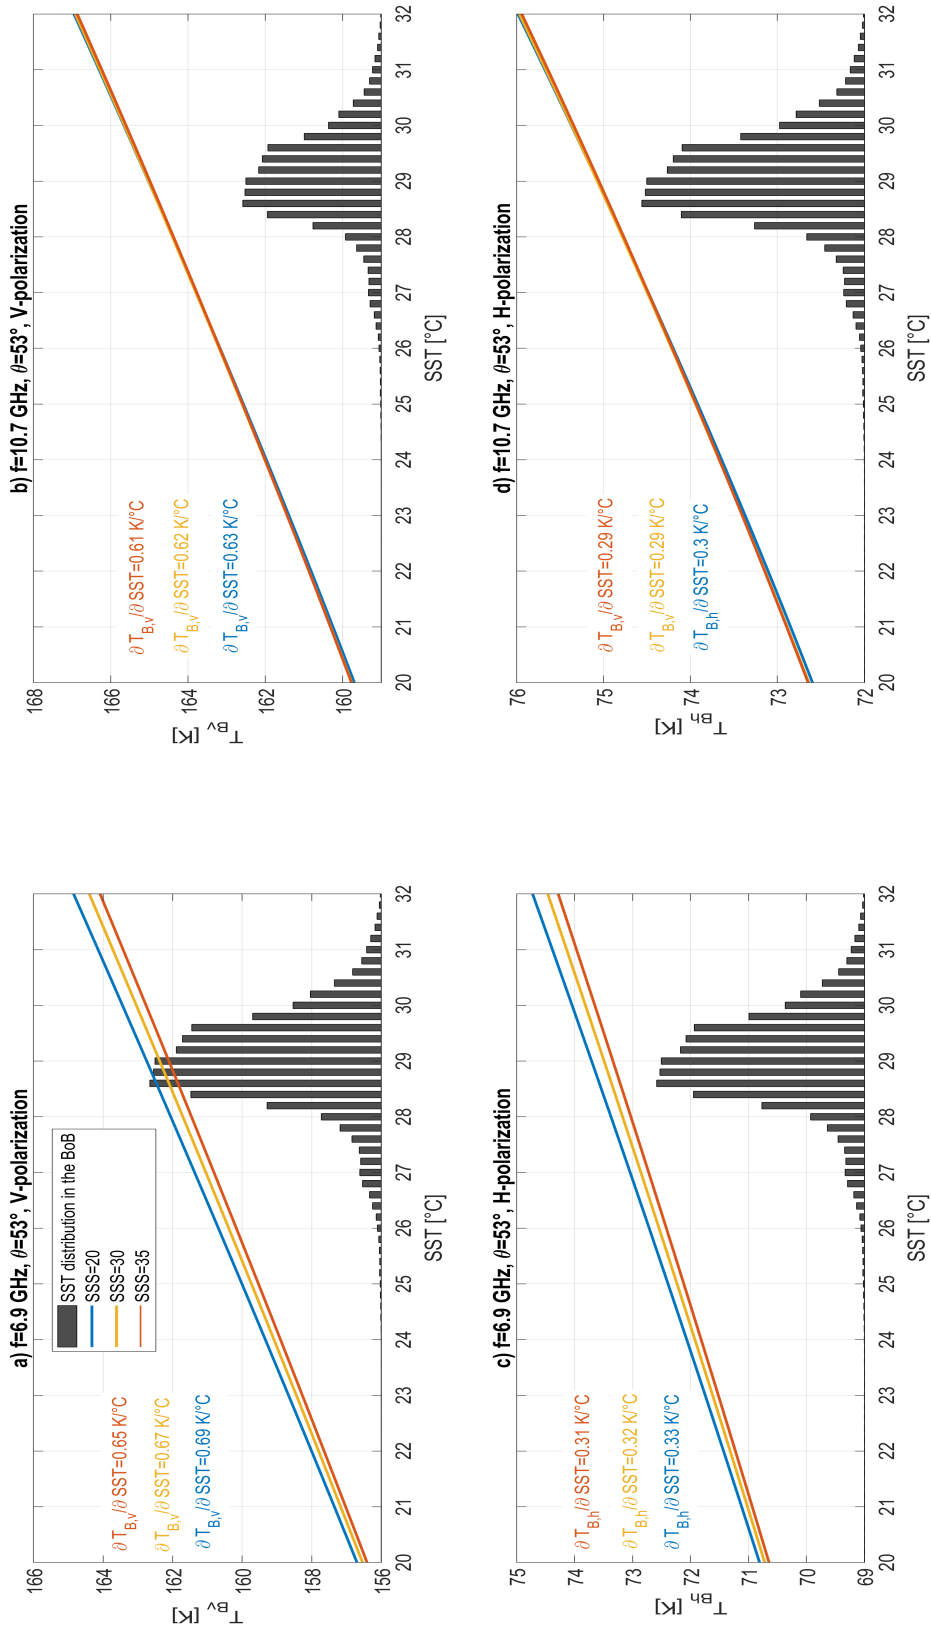 a) f=6.9 GHz, θ=53°, V-polarization
SST distribution in the BoB
SSS=20
SSS=30
SSS=35
∂T_B,v/∂SST=0.65 K/°C
∂T_B,v/∂SST=0.67 K/°C
∂T_B,v/∂SST=0.69 K/°C
T_Bv [K]
166
164
162
160
158
156
20 21 22 23 24 25 26 27 28 29 30 31 32
SST [°C]
b) f=10.7 GHz, θ=53°, V-polarization
∂T_B,v/∂SST=0.61 K/°C
∂T_B,v/∂SST=0.62 K/°C
∂T_B,v/∂SST=0.63 K/°C
T_Bv [K]
168
166
164
162
160
20 21 22 23 24 25 26 27 28 29 30 31 32
SST [°C]
c) f=6.9 GHz, θ=53°, H-polarization
∂T_B,h/∂SST=0.31 K/°C
∂T_B,h/∂SST=0.32 K/°C
∂T_B,h/∂SST=0.33 K/°C
T_Bh [K]
75
74
73
72
71
70
69
20 21 22 23 24 25 26 27 28 29 30 31 32
SST [°C]
d) f=10.7 GHz, θ=53°, H-polarization
∂T_B,v/∂SST=0.29 K/°C
∂T_B,v/∂SST=0.29 K/°C
∂T_B,h/∂SST=0.3 K/°C
T_Bh [K]
76
75
74
73
72
20 21 22 23 24 25 26 27 28 29 30 31 32
SST [°C]